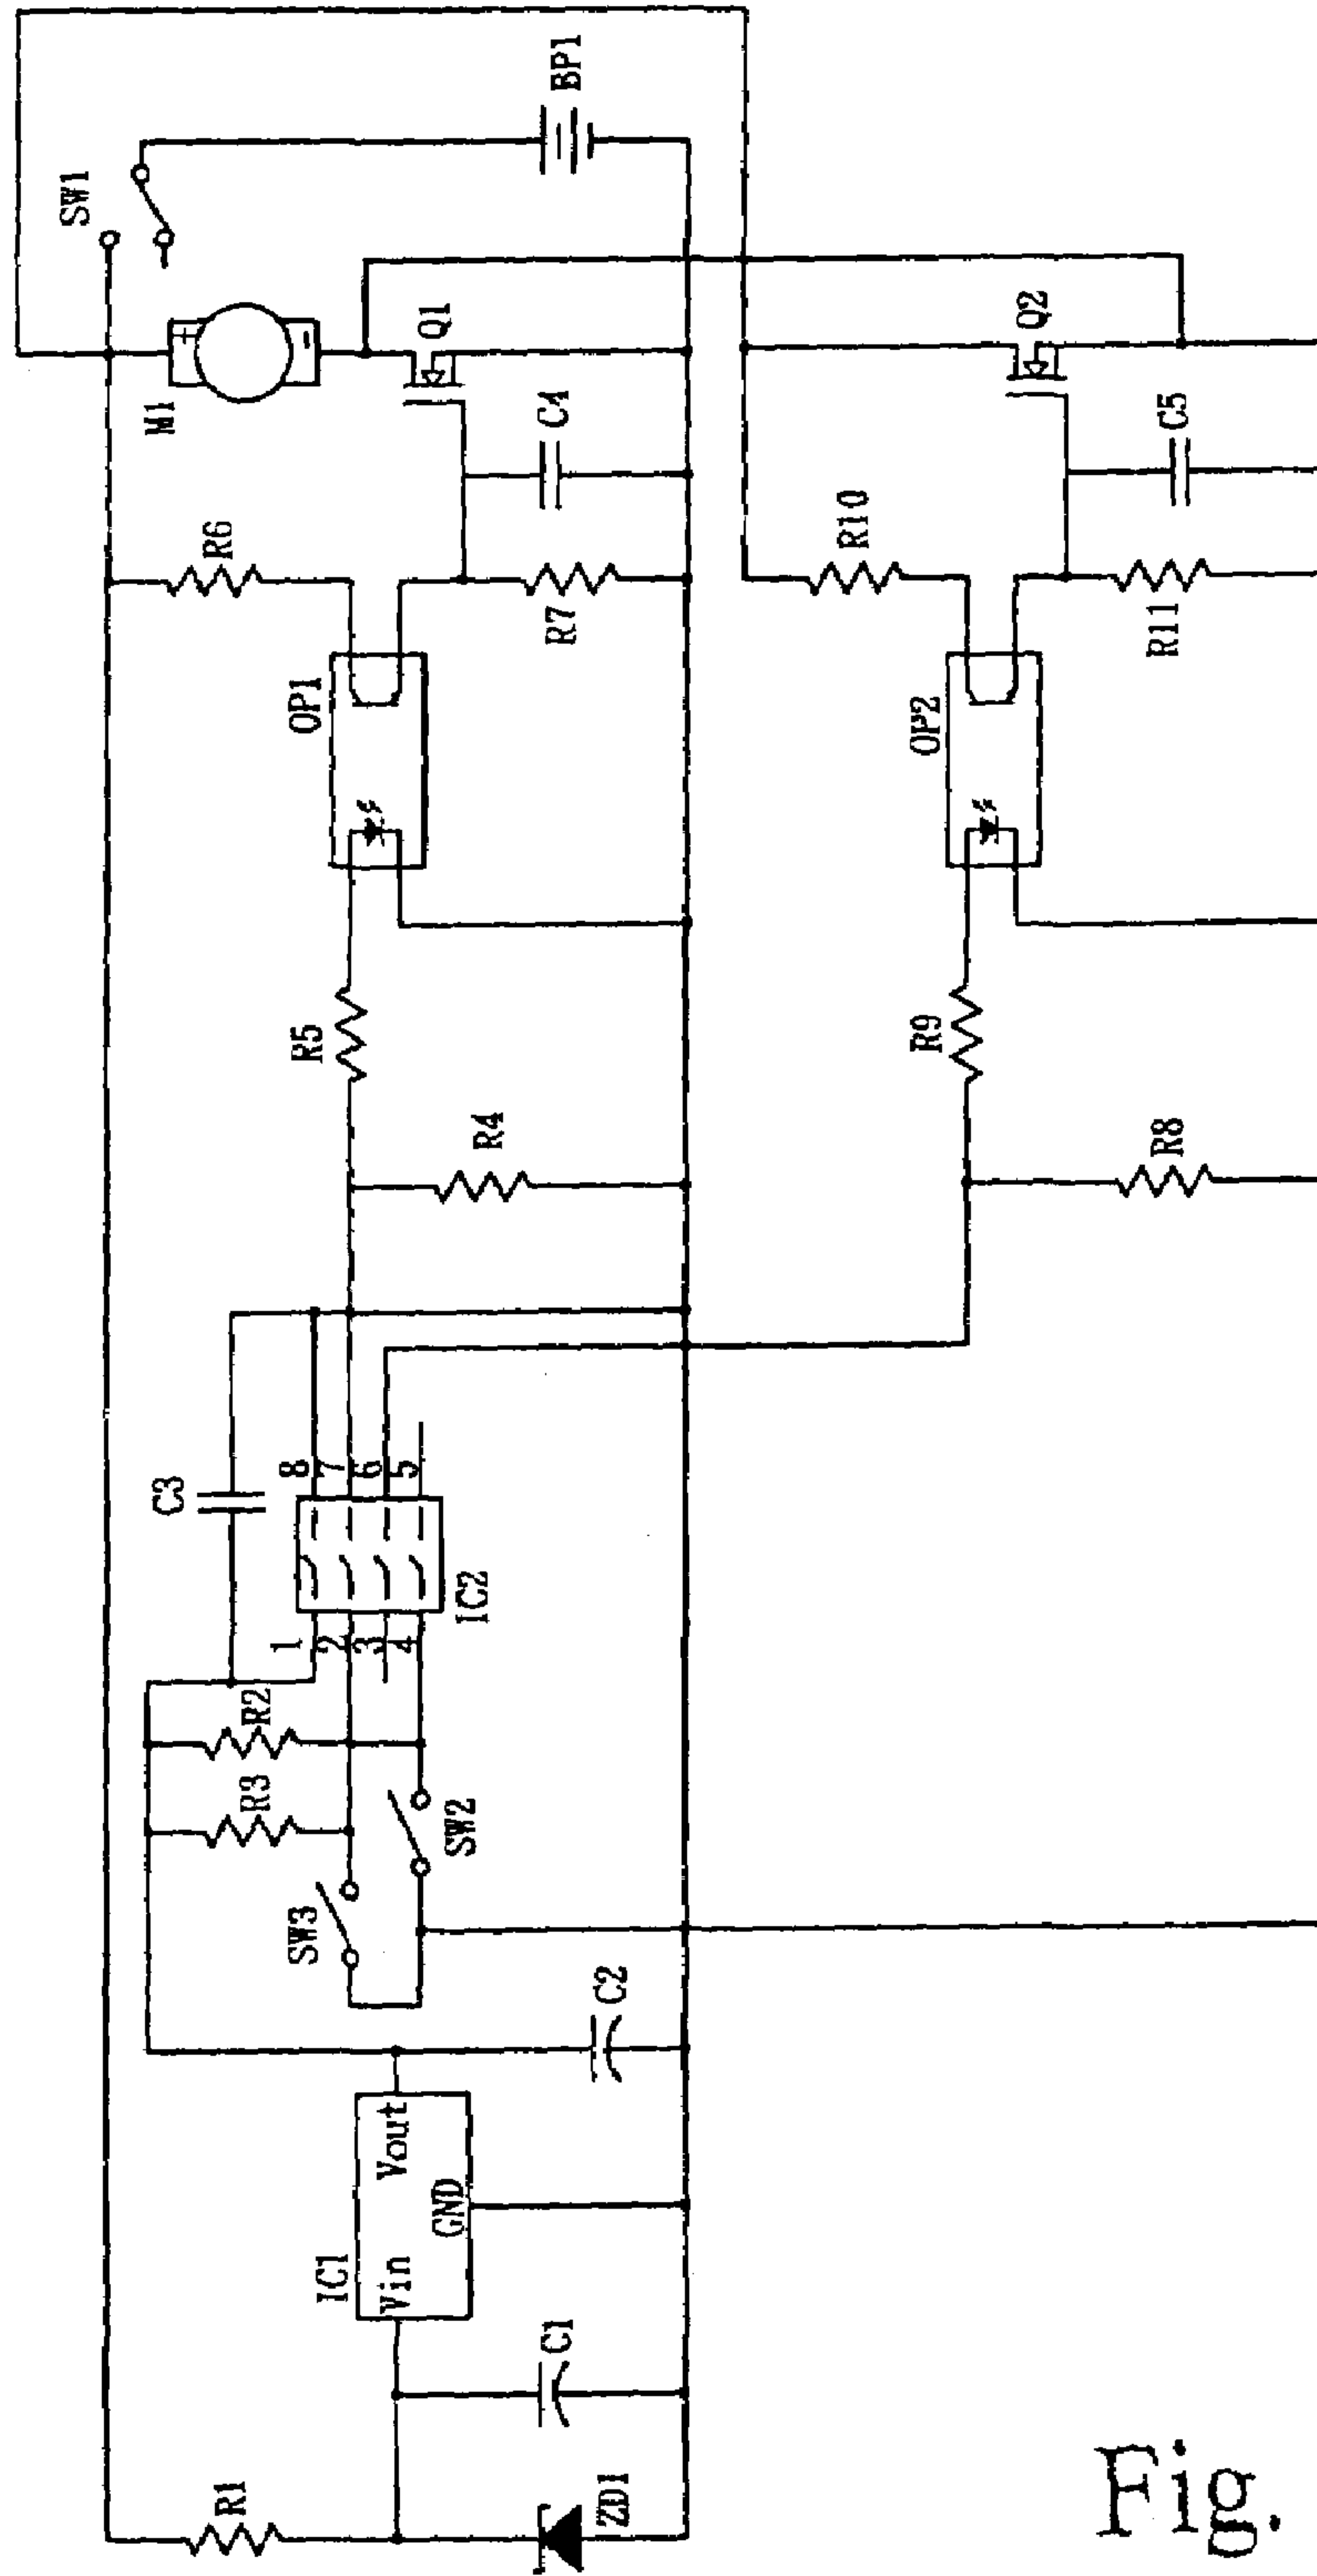 SW1
BP1
M1
+
-
Q1
C4
R6
R7
OP1
R5
R4
C3
1
2
3
4
8
7
6
5
IC2
R2
R3
SW2
SW3
C2
IC1
Vin
Vout
GND
C1
R1
ZD1
Q2
C5
R10
R11
OP2
R9
R8
Fig.